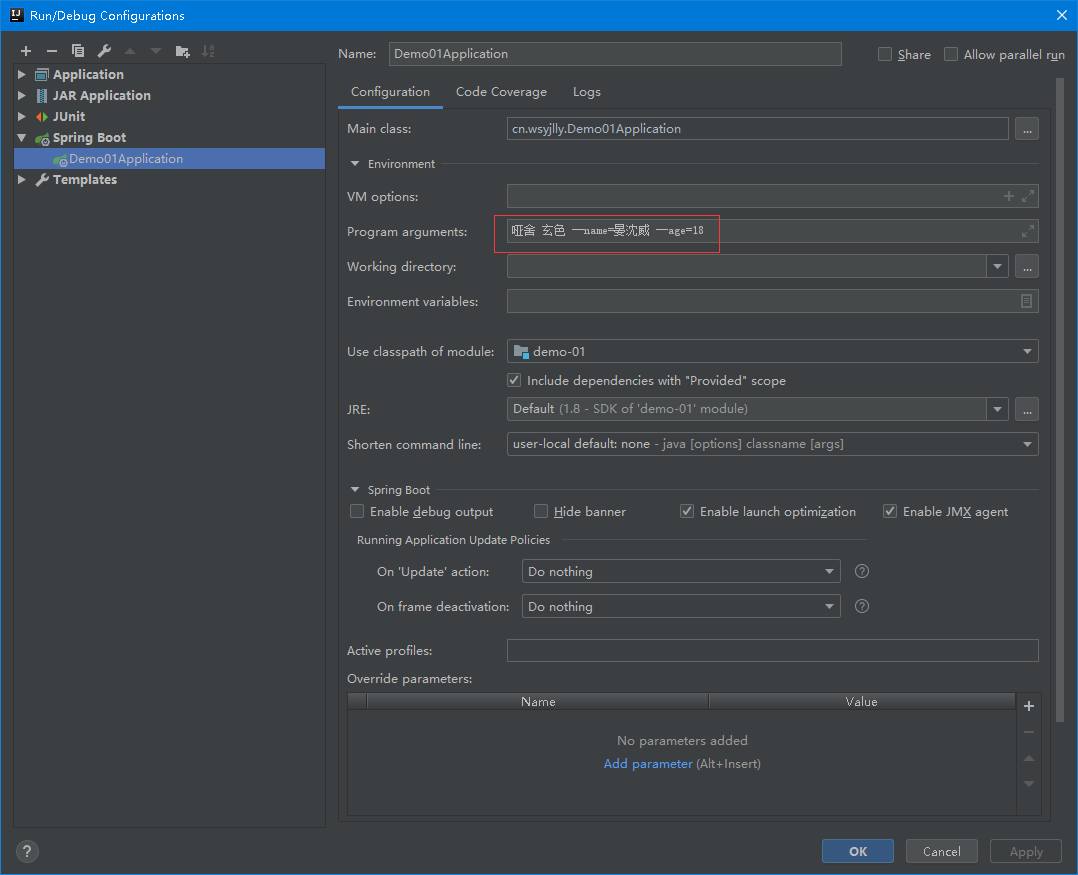 Run/Debug Configurations
Name: Demo01Application Share Allow parallel run
Application
JAR Application
JUnit
Spring Boot
Demo01Application
Templates
Configuration Code Coverage Logs
Main class: cn.wsyjlly.Demo01Application ...
Environment
VM options:
Program arguments: 哑舍 玄色 --name=晏沈威 --age=18
Working directory: ...
Environment variables:
Use classpath of module: demo-01
Include dependencies with "Provided" scope
JRE: Default (1.8 - SDK of 'demo-01' module) ...
Shorten command line: user-local default: none - java [options] classname [args]
Spring Boot
Enable debug output Hide banner Enable launch optimization Enable JMX agent
Running Application Update Policies
On 'Update' action: Do nothing ?
On frame deactivation: Do nothing ?
Active profiles:
Override parameters:
Name Value
No parameters added
Add parameter (Alt+Insert)
? OK Cancel Apply